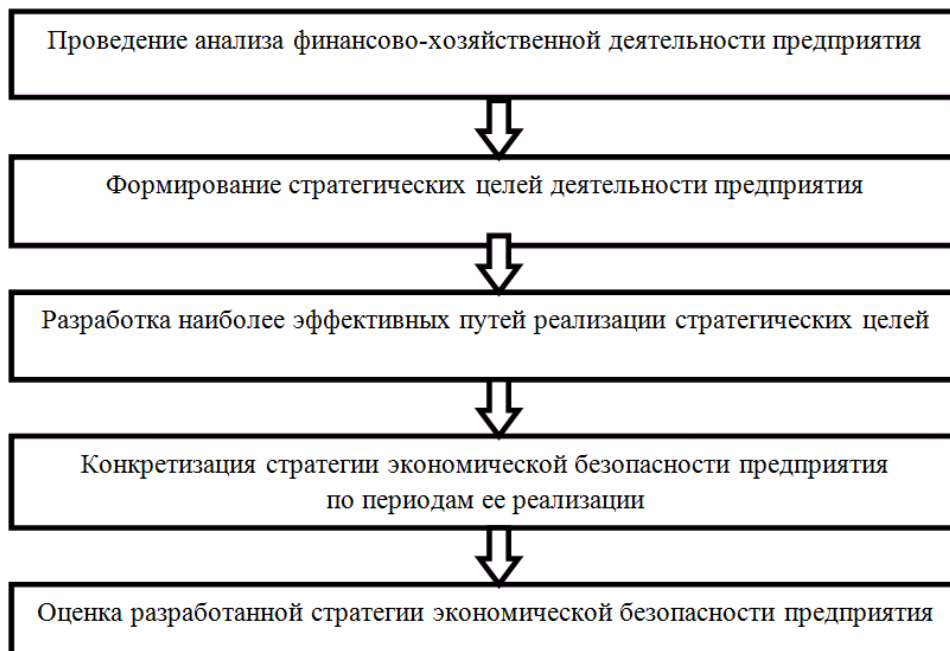 Проведение анализа финансово-хозяйственной деятельности предприятия
Формирование стратегических целей деятельности предприятия
Разработка наиболее эффективных путей реализации стратегических целей
Конкретизация стратегии экономической безопасности предприятия
по периодам ее реализации
Оценка разработанной стратегии экономической безопасности предприятия